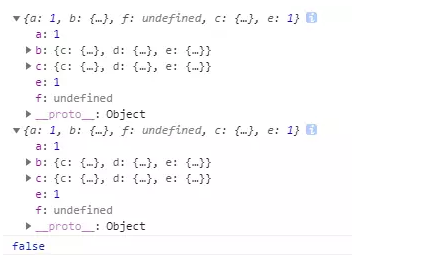 ▼{a: 1, b: {…}, f: undefined, c: {…}, e: 1} i
a: 1
▶ b: {c: {…}, d: {…}, e: {…}}
▶ c: {c: {…}, d: {…}, e: {…}}
e: 1
f: undefined
▶ __proto__: Object
▼{a: 1, b: {…}, f: undefined, c: {…}, e: 1} i
a: 1
▶ b: {c: {…}, d: {…}, e: {…}}
▶ c: {c: {…}, d: {…}, e: {…}}
e: 1
f: undefined
▶ __proto__: Object
false